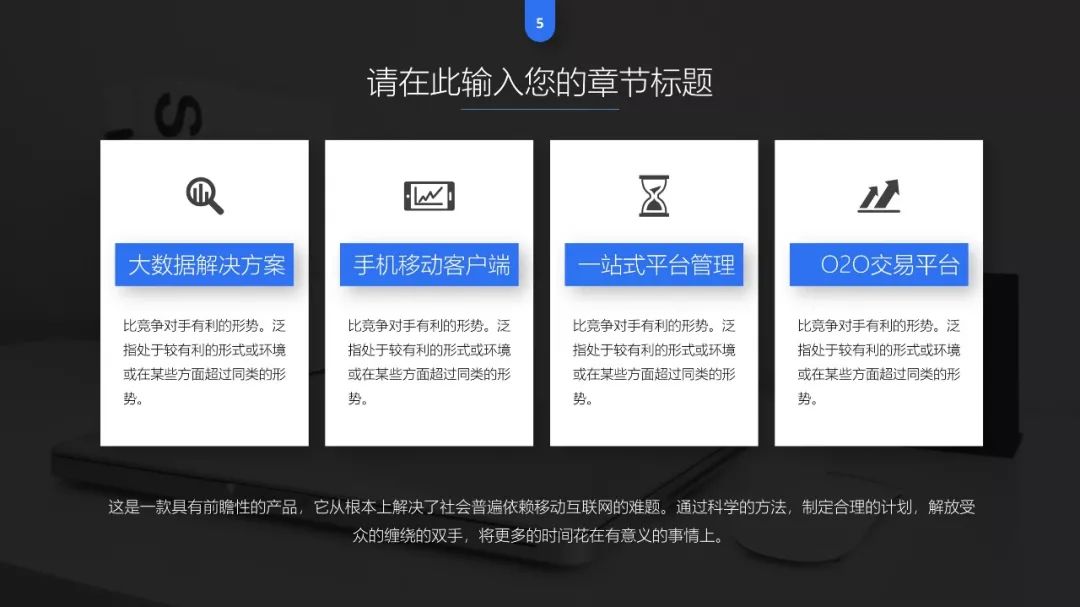 5
请在此输入您的章节标题
大数据解决方案
比竞争对手有利的形势。泛
指处于较有利的形式或环境
或在某些方面超过同类的形
势。
手机移动客户端
比竞争对手有利的形势。泛
指处于较有利的形式或环境
或在某些方面超过同类的形
势。
一站式平台管理
比竞争对手有利的形势。泛
指处于较有利的形式或环境
或在某些方面超过同类的形
势。
O2O交易平台
比竞争对手有利的形势。泛
指处于较有利的形式或环境
或在某些方面超过同类的形
势。
这是一款具有前瞻性的产品，它从根本上解决了社会普遍依赖移动互联网的难题。通过科学的方法，制定合理的计划，解放受
众的缠绕的双手，将更多的时间花在有意义的事情上。